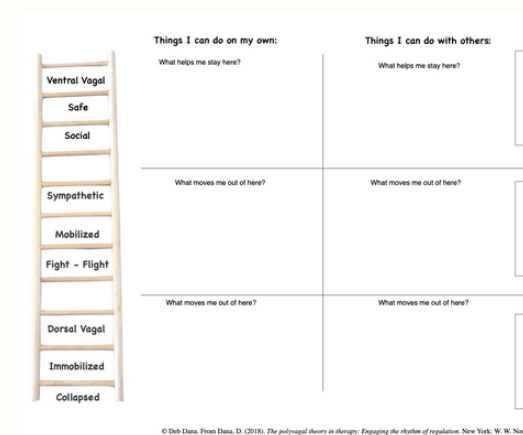 Things I can do on my own:
Things I can do with others:
What helps me stay here?
What helps me stay here?
Ventral Vagal
Safe
Social
What moves me out of here?
What moves me out of here?
Sympathetic
Mobilized
Fight - Flight
What moves me out of here?
What moves me out of here?
Dorsal Vagal
Immobilized
Collapsed
© Deb Dana. From Dana, D. (2018). The polyvagal theory in therapy: Engaging the rhythm of regulation. New York: W. W.